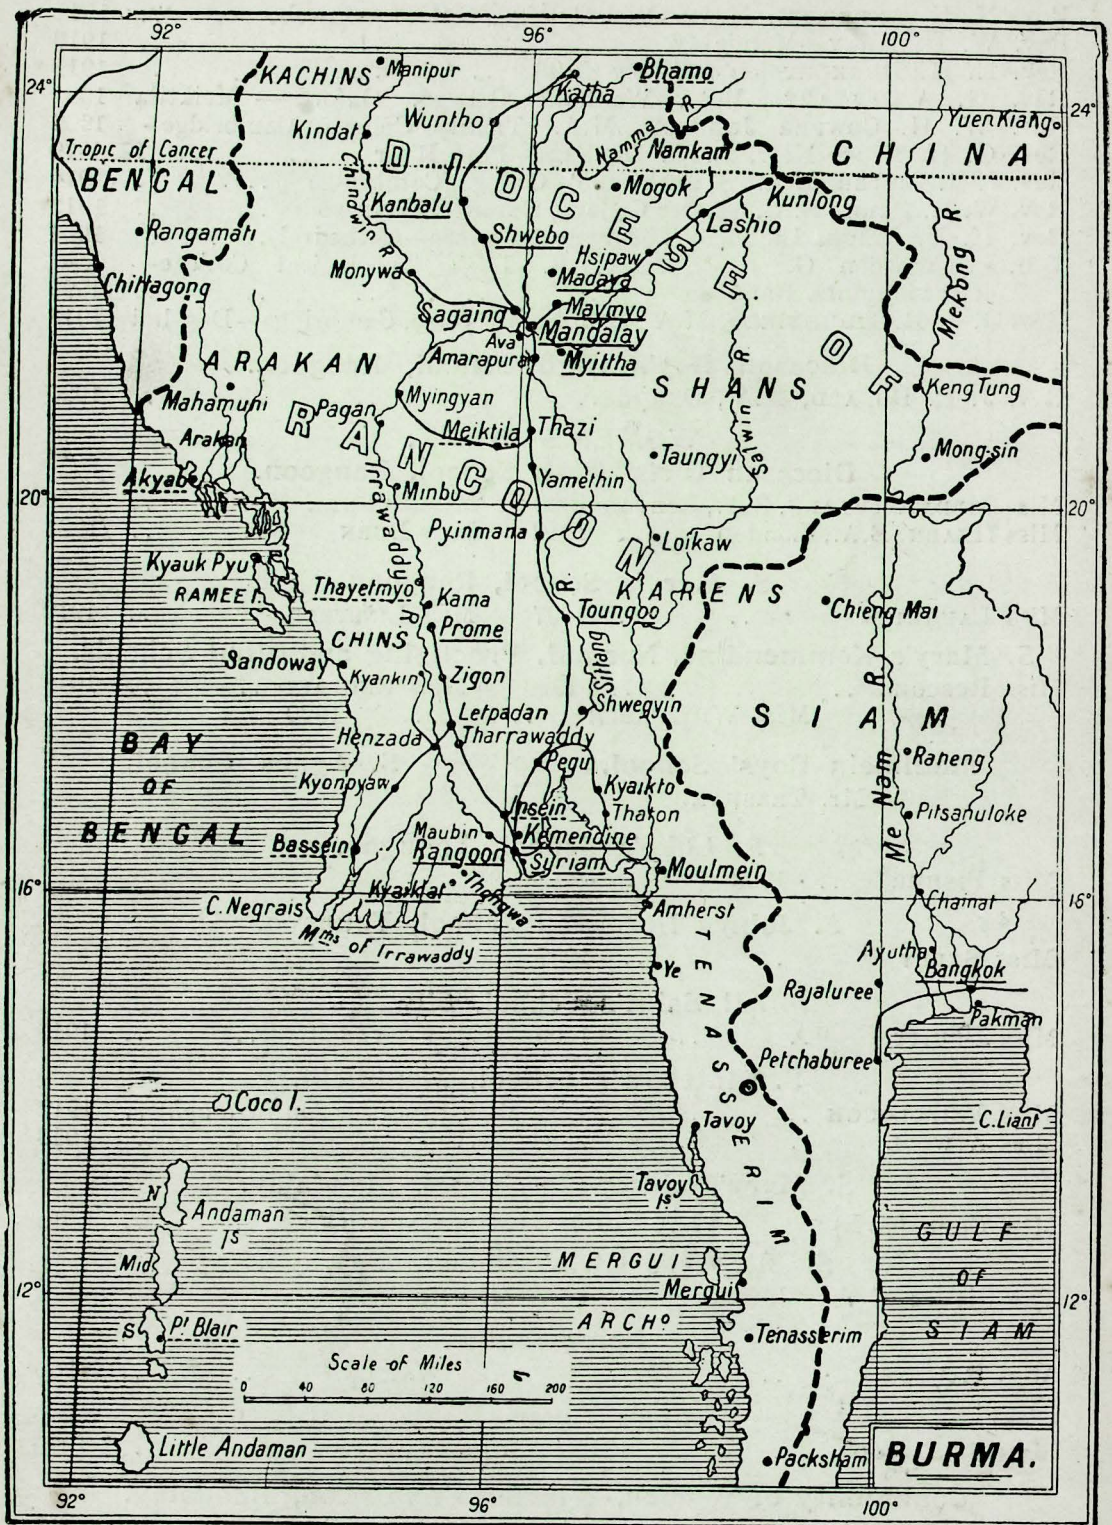 92°
96°
100°
24°
KACHINS
Manipur
Bhamo
Katha
24°
Kindat
Wuntho
Namma R
Namkam
YuenKiang
Tropic of Cancer
CHINA
BENGAL
Chindwin R
DIOCESE OF
Mogok
Kunlong
Kanbalu
Lashio
Rangamati
Shwebo
Hsipaw
Mekong R
Monywa
Madaya
Chittagong
Sagaing
Maymyo
Ava
Mandalay
Amarapura
Myittha
ARAKAN
SHANS
Keng Tung
Mahamuni
Pagan
Myingyan
Salwin R
RANGOON
Meiktila
Thazi
Arakan
Taungyi
Mong-sin
Akyab
Irrawaddy R.
Minbu
Yamethin
20°
20°
Pyinmana
Loikaw
Kyauk Pyu
RAMEE I
Thayetmyo
Kama
KARENS
Chieng Mai
Toungoo
Prome
CHINS
Sittang R.
Sandoway
Kyankin
Zigon
Shwegyin
SIAM
Letpadan
Henzada
Tharrawaddy
BAY
OF
BENGAL
Pegu
Raheng
Me Nam R
Kyonpyaw
Kyaikto
Insein
Thaton
Pitsanuloke
Maubin
Kemendine
Bassein
Rangoon
Syriam
Moulmein
16°
16°
Kyaiklat
Thongwa
C. Negrais
Amherst
Chainat
Mths of Irrawaddy
Ayutha
Ye
Bangkok
Rajaluree
Pakman
TENASSERIM
Petchaburee
Coco I.
Tavoy
C. Liant
Tavoy Is
N
Andaman Is
GULF
OF
SIAM
Mid
MERGUI
ARCHo
Mergui
12°
12°
S
Pt Blair
Tenasserim
Scale of Miles
0 40 80 120 160 200
Little Andaman
Packsham
BURMA.
92°
96°
100°